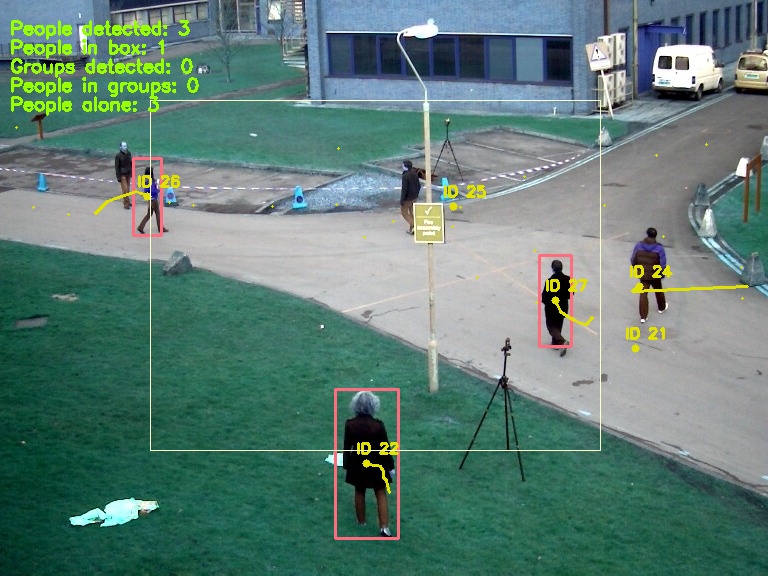 People detected: 3
People in box: 1
Groups detected: 0
People in groups: 0
People alone: 3
ID 26
ID 25
ID 24
ID 27
ID 21
ID 22